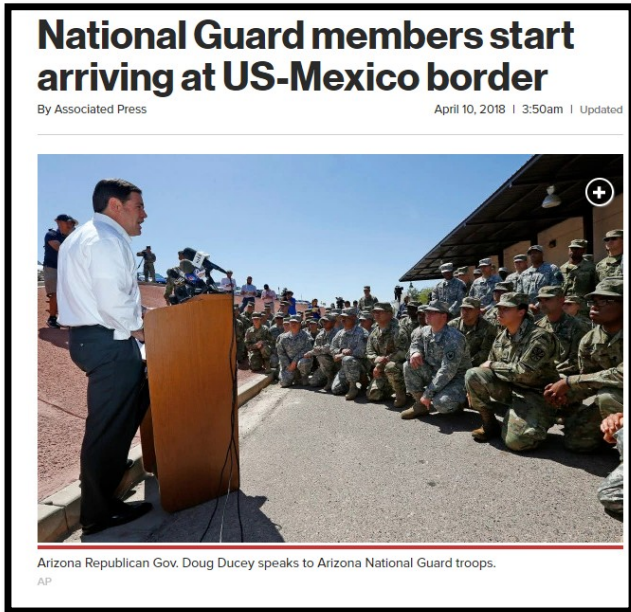 National Guard members start
arriving at US-Mexico border
By Associated Press
April 10, 2018 | 3:50am | Updated
Arizona Republican Gov. Doug Ducey speaks to Arizona National Guard troops.
AP